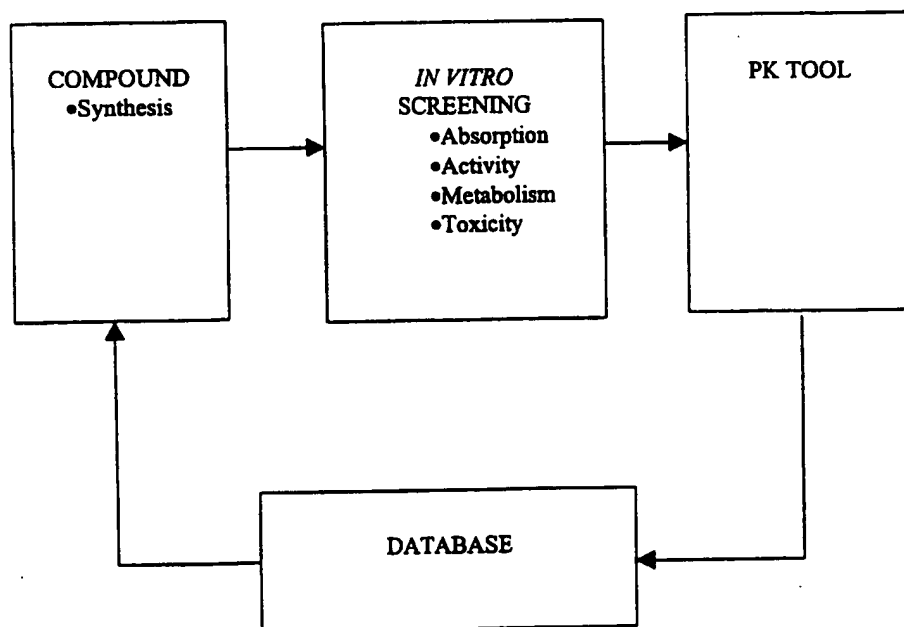 COMPOUND
•Synthesis
IN VITRO
SCREENING
•Absorption
•Activity
•Metabolism
•Toxicity
PK TOOL
DATABASE